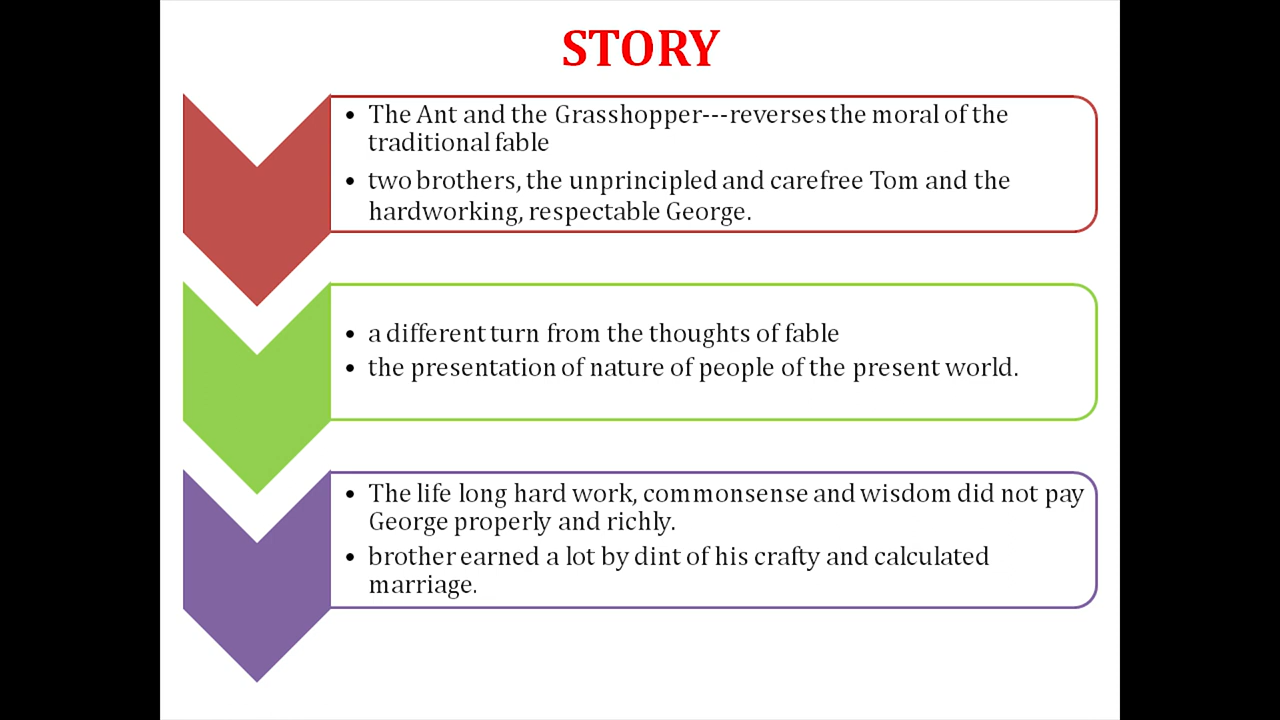 STORY
• The Ant and the Grasshopper---reverses the moral of the
traditional fable
• two brothers, the unprincipled and carefree Tom and the
hardworking, respectable George.
• a different turn from the thoughts of fable
• the presentation of nature of people of the present world.
• The life long hard work, commonsense and wisdom did not pay
George properly and richly.
• brother earned a lot by dint of his crafty and calculated
marriage.